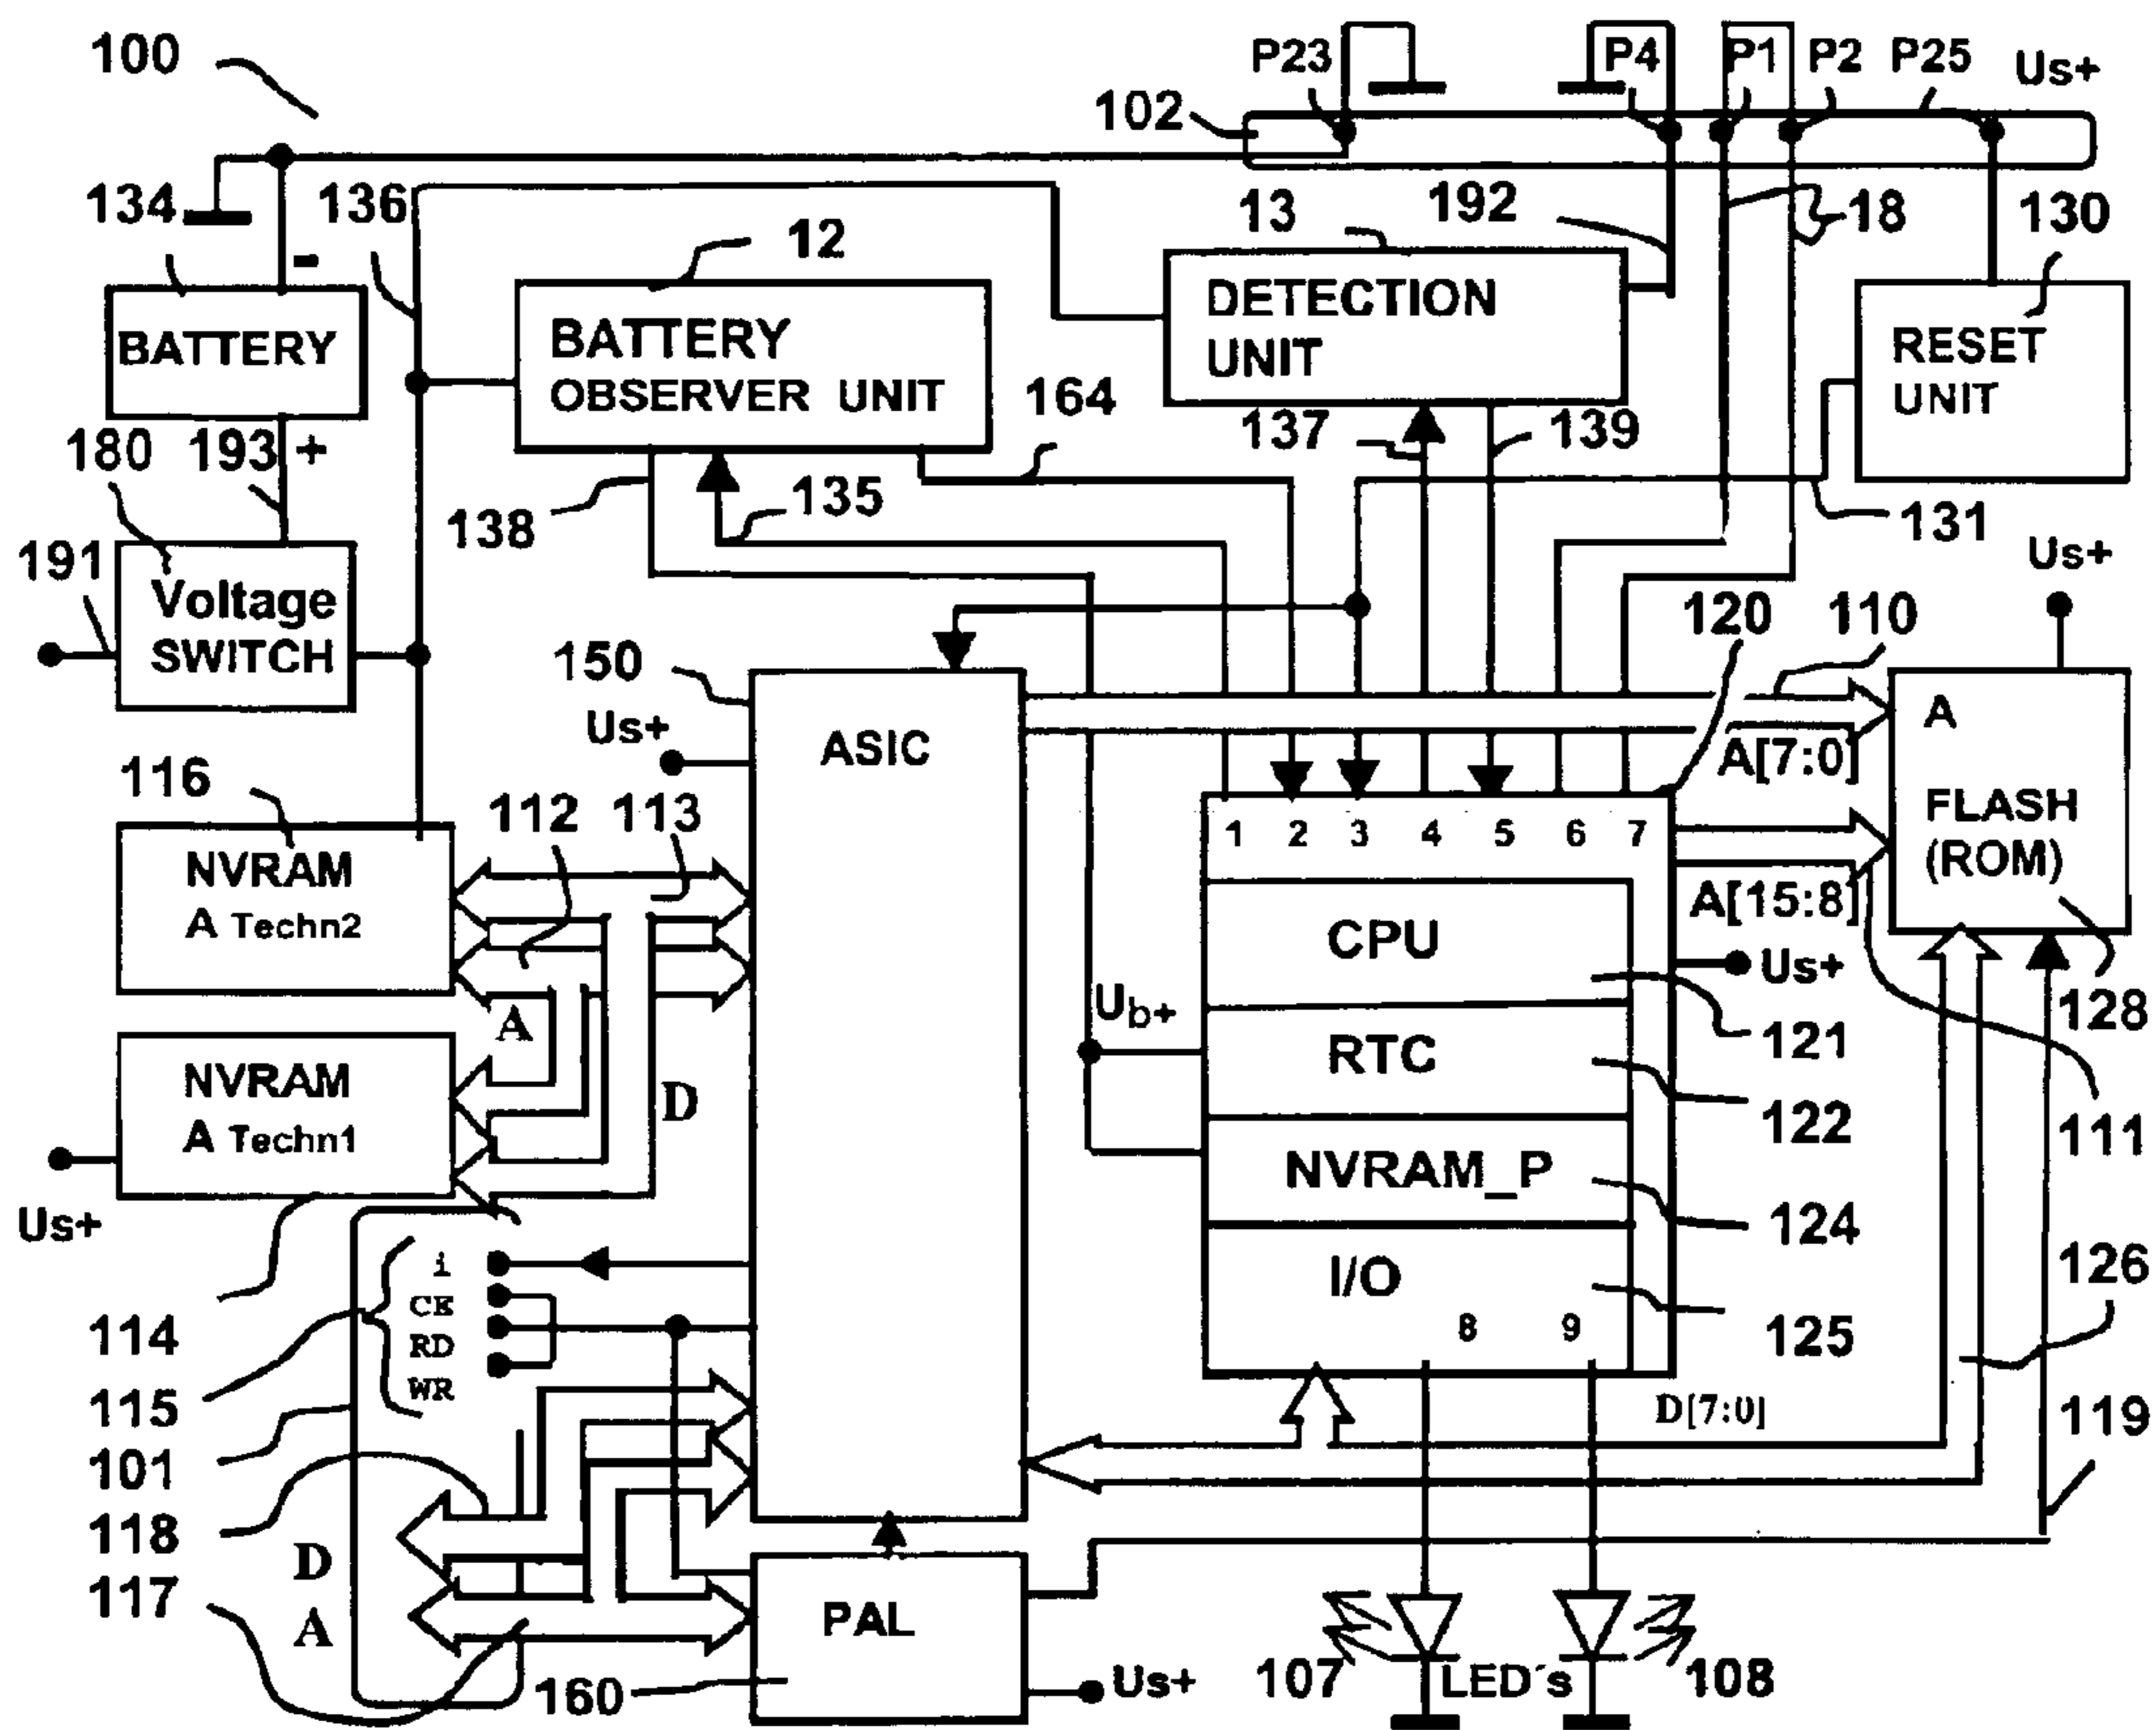 100
P23
P4
P1
P2
P25
Us+
102
134
136
12
13
192
18
130
-
BATTERY
BATTERY
OBSERVER UNIT
DETECTION
UNIT
RESET
UNIT
180
193
+
164
137
139
138
135
131
191
Voltage
SWITCH
Us+
150
120
110
Us+
ASIC
A
A[7:0]
116
112
113
FLASH
(ROM)
1 2 3 4 5 6 7
NVRAM
A Techn2
A[15:8]
CPU
Us+
A
Ub+
128
121
NVRAM
A Techn1
D
RTC
122
111
NVRAM_P
124
Us+
i
CE
RD
WR
I/O
126
8 9
125
114
115
D[7:0]
119
101
118
D
117
A
PAL
160
Us+
107
LED´s
108